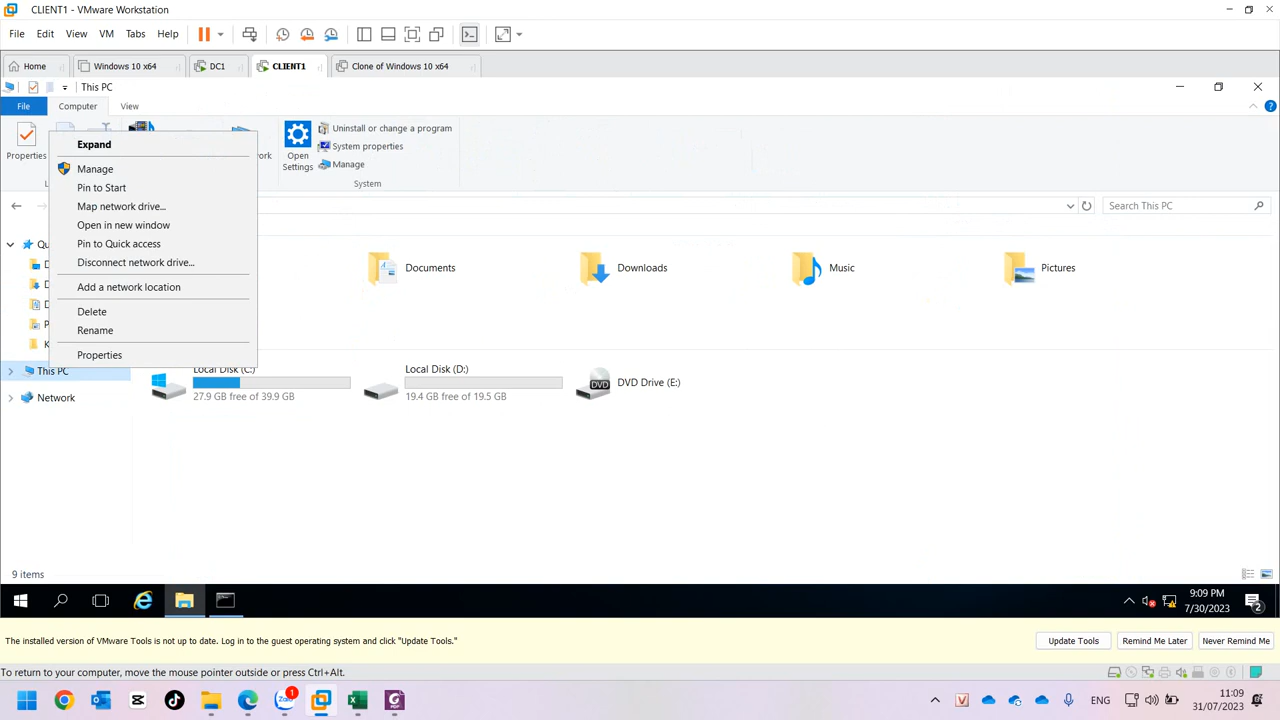 CLIENT1 - VMware Workstation
File Edit View VM Tabs Help
Home Windows 10 x64 DC1 CLIENT1 Clone of Windows 10 x64
This PC
File Computer View
Properties
Open Settings
Uninstall or change a program
System properties
Manage
System
Expand
Manage
Pin to Start
Map network drive...
Open in new window
Pin to Quick access
Disconnect network drive...
Add a network location
Delete
Rename
Properties
Search This PC
Qu
Documents Downloads Music Pictures
This PC
Network
Local Disk (C:)
27.9 GB free of 39.9 GB
Local Disk (D:)
19.4 GB free of 19.5 GB
DVD
DVD Drive (E:)
9 items
9:09 PM
7/30/2023
2
The installed version of VMware Tools is not up to date. Log in to the guest operating system and click "Update Tools."
Update Tools Remind Me Later Never Remind Me
To return to your computer, move the mouse pointer outside or press Ctrl+Alt.
Zalo 1
ENG
11:09
31/07/2023